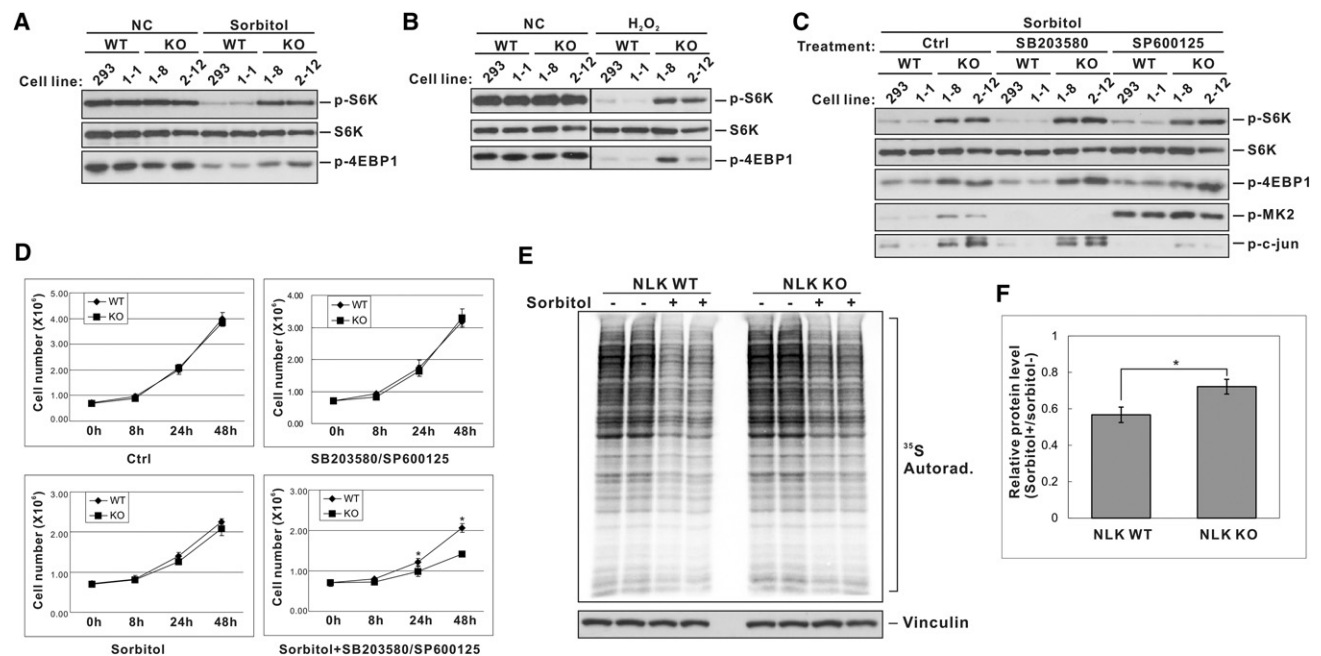 A
NC Sorbitol
WT KO WT KO
Cell line: 293 1-1 1-8 2-12 293 1-1 1-8 2-12
p-S6K
S6K
p-4EBP1
B
NC H₂O₂
WT KO WT KO
Cell line: 293 1-1 1-8 2-12 293 1-1 1-8 2-12
p-S6K
S6K
p-4EBP1
C
Sorbitol
Treatment: Ctrl SB203580 SP600125
WT KO WT KO WT KO
Cell line: 293 1-1 1-8 2-12 293 1-1 1-8 2-12 293 1-1 1-8 2-12
p-S6K
S6K
p-4EBP1
p-MK2
p-c-jun
D
Cell number (X10⁶)
5.00
4.00
3.00
2.00
1.00
0.00
WT
KO
0h 8h 24h 48h
Ctrl
Cell number (X10⁶)
4.00
3.00
2.00
1.00
0.00
WT
KO
0h 8h 24h 48h
SB203580/SP600125
Cell number (X10⁶)
3.00
2.00
1.00
0.00
WT
KO
0h 8h 24h 48h
Sorbitol
Cell number (X10⁶)
3.00
2.00
1.00
0.00
WT
KO
* *
0h 8h 24h 48h
Sorbitol+SB203580/SP600125
E
NLK WT NLK KO
Sorbitol - - + + - - + +
³⁵S
Autorad.
Vinculin
F
Relative protein level
(Sorbitol+/sorbitol-)
1
0.8
0.6
0.4
0.2
0
*
NLK WT NLK KO